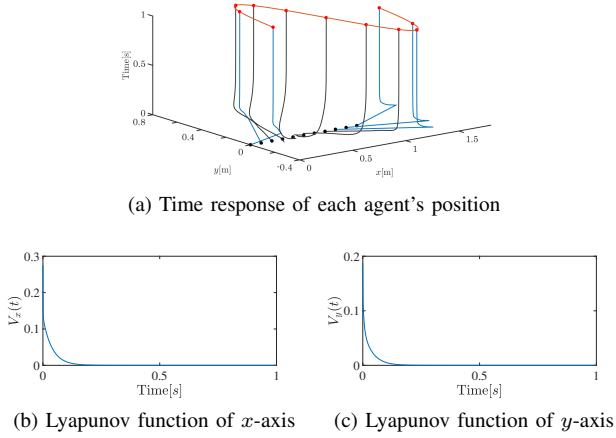 1
Time[s]
0.5
0
0.8
0.4
0
-0.4
y[m]
0
0.5
1
1.5
x[m]
(a) Time response of each agent's position
0.3
0.2
0.1
0
V_x(t)
0
0.5
1
Time[s]
(b) Lyapunov function of x-axis
0.2
0.1
0
V_y(t)
0
0.5
1
Time[s]
(c) Lyapunov function of y-axis